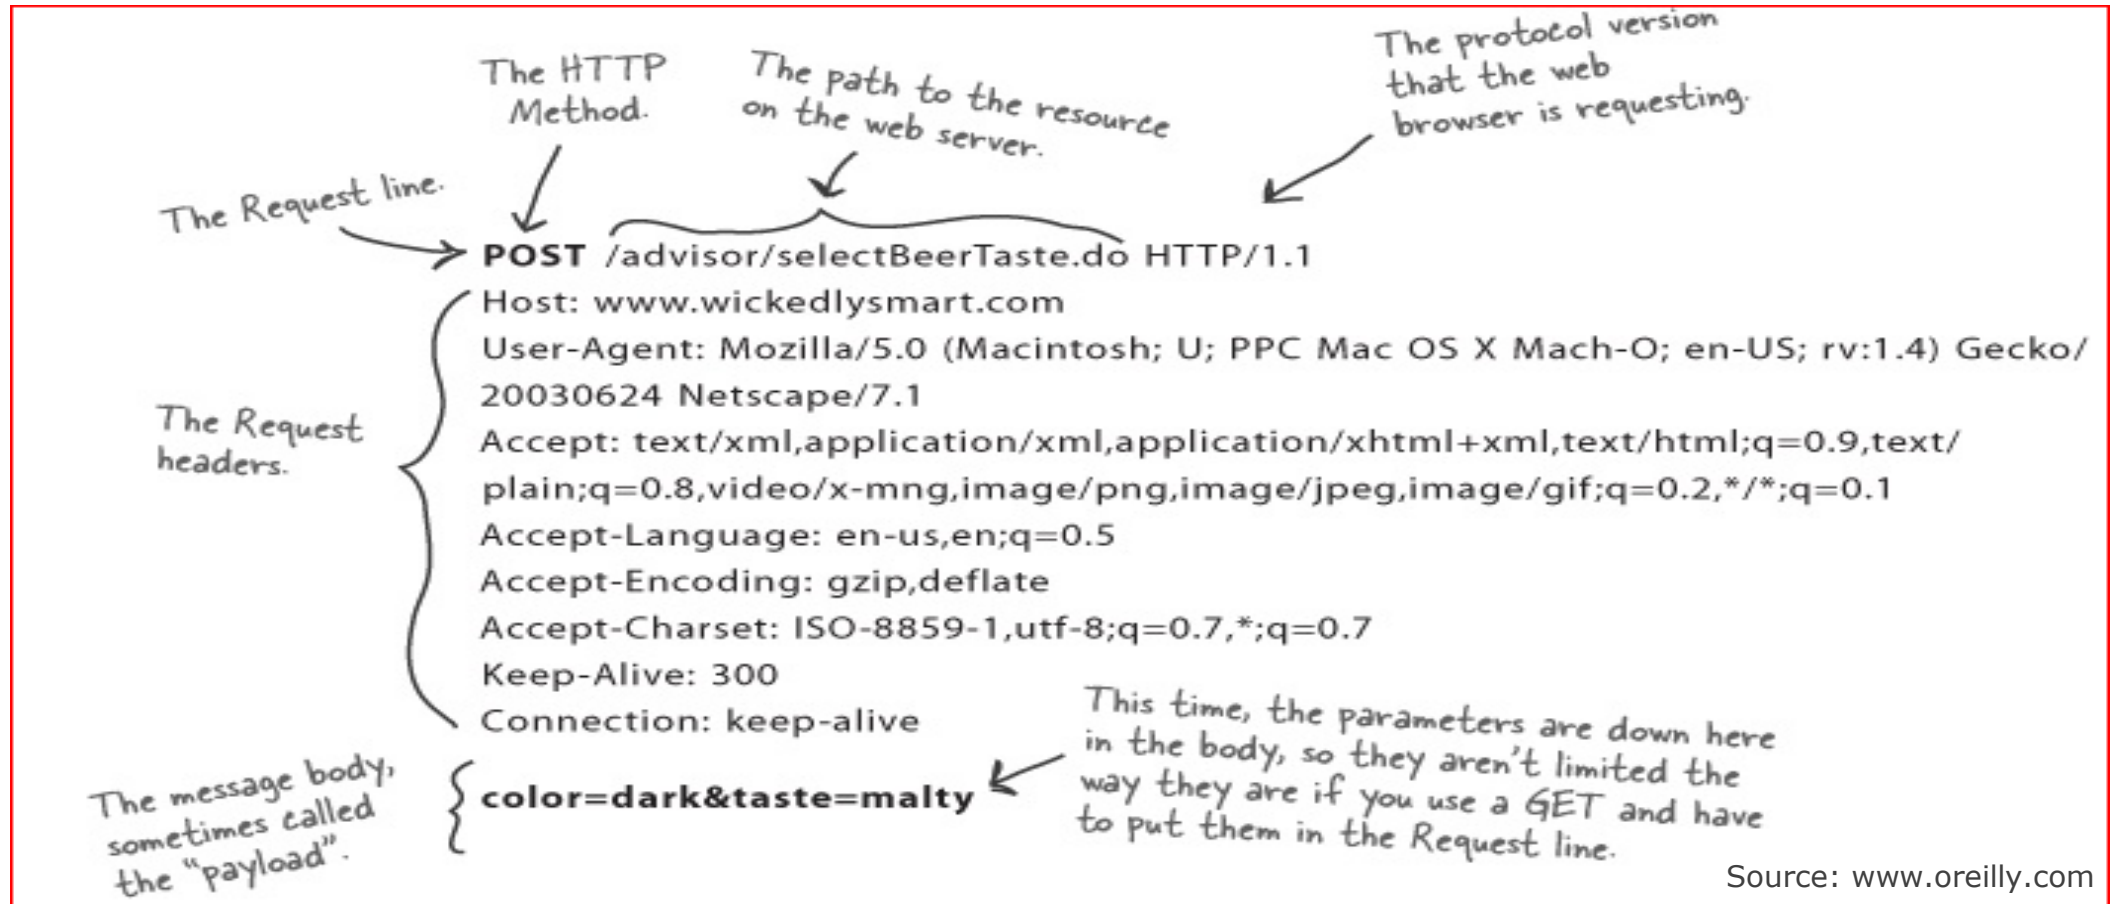 The HTTP
Method.
The path to the resource
on the web server.
The protocol version
that the web
browser is requesting.
The Request line.
POST /advisor/selectBeerTaste.do HTTP/1.1
Host: www.wickedlysmart.com
User-Agent: Mozilla/5.0 (Macintosh; U; PPC Mac OS X Mach-O; en-US; rv:1.4) Gecko/
20030624 Netscape/7.1
The Request
headers.
Accept: text/xml,application/xml,application/xhtml+xml,text/html;q=0.9,text/
plain;q=0.8,video/x-mng,image/png,image/jpeg,image/gif;q=0.2,*/*;q=0.1
Accept-Language: en-us,en;q=0.5
Accept-Encoding: gzip,deflate
Accept-Charset: ISO-8859-1,utf-8;q=0.7,*;q=0.7
Keep-Alive: 300
Connection: keep-alive
The message body,
sometimes called
the "payload".
color=dark&taste=malty
This time, the parameters are down here
in the body, so they aren't limited the
way they are if you use a GET and have
to put them in the Request line.
Source: www.oreilly.com